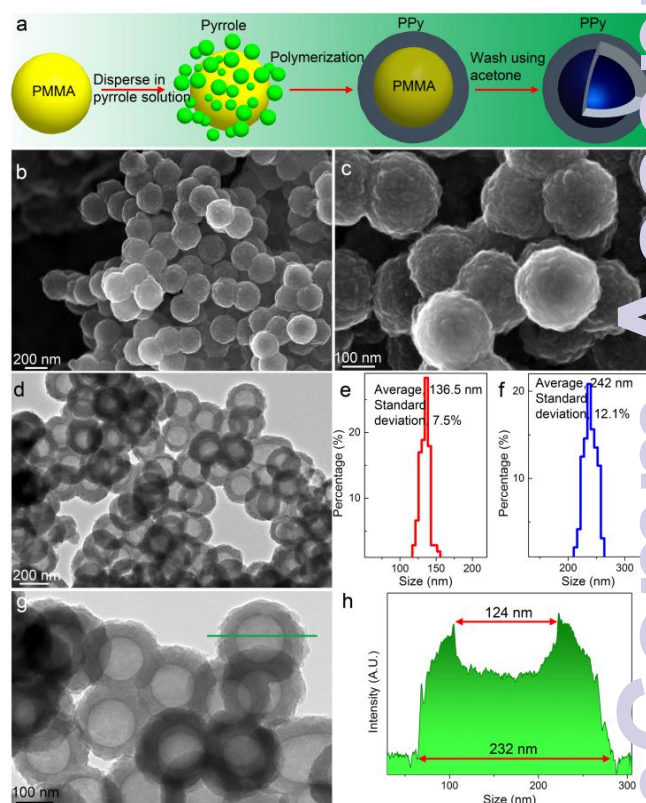 a
Pyrrole
PPy
PPy
PMMA
Disperse in
pyrrole solution
Polymerization
PMMA
Wash using
acetone
b
200 nm
c
100 nm
d
200 nm
e
Average, 136.5 nm
Standard
deviation, 7.5%
Percentage (%)
20
10
100 150 200
Size (nm)
f
Average, 242 nm
Standard
deviation, 12.1%
Percentage (%)
20
10
100 200 300
Size (nm)
g
100 nm
h
124 nm
232 nm
Intensity (A.U.)
100 200 300
Size (nm)